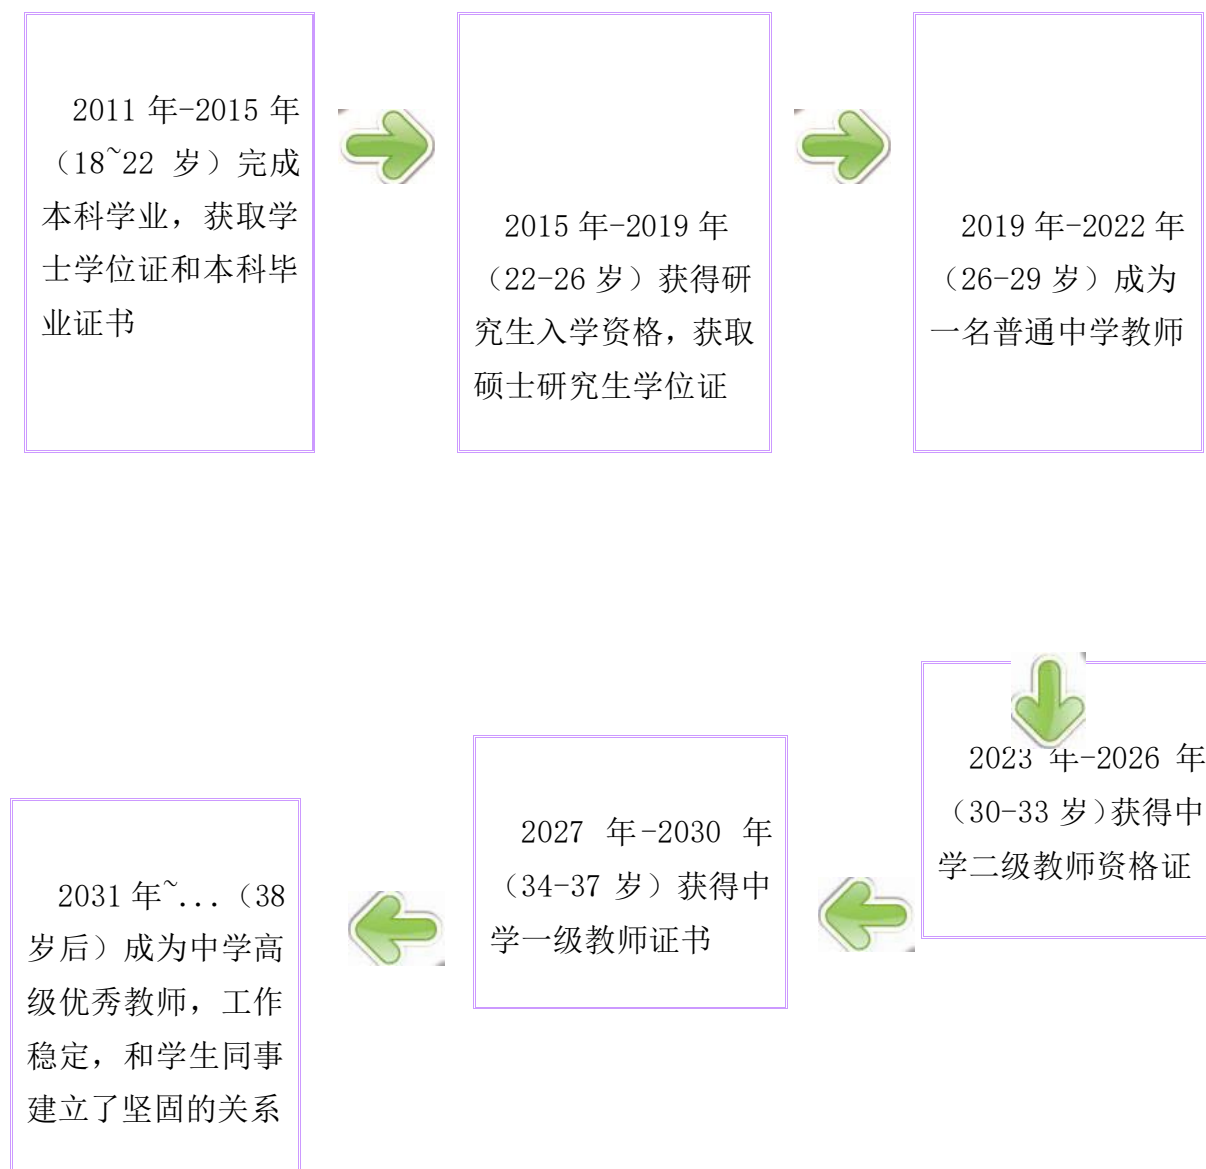 2011 年-2015 年
（18~22 岁）完成
本科学业，获取学
士学位证和本科毕
业证书
2015 年-2019 年
（22-26 岁）获得研
究生入学资格，获取
硕士研究生学位证
2019 年-2022 年
（26-29 岁）成为
一名普通中学教师
2023 年-2026 年
（30-33 岁）获得中
学二级教师资格证
2027 年-2030 年
（34-37 岁）获得中
学一级教师证书
2031 年~...（38
岁后）成为中学高
级优秀教师，工作
稳定，和学生同事
建立了坚固的关系